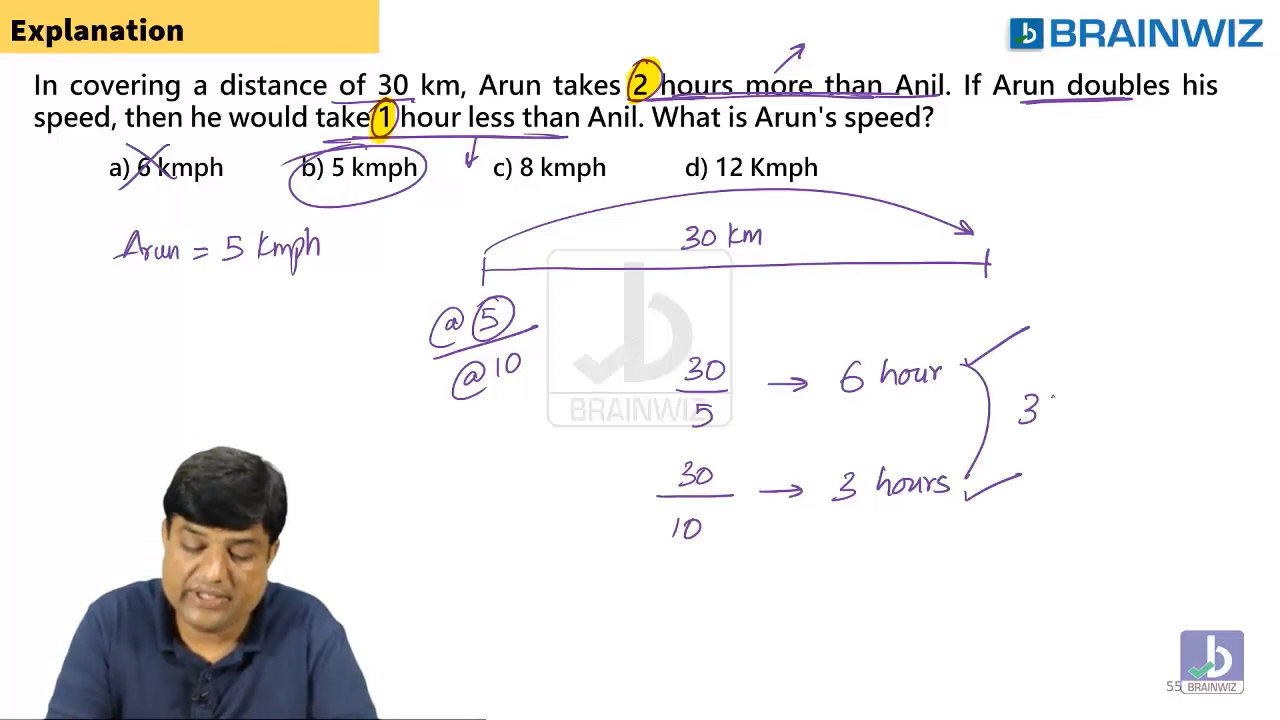 Explanation
BRAINWIZ
In covering a distance of 30 km, Arun takes 2 hours more than Anil. If Arun doubles his
speed, then he would take 1 hour less than Anil. What is Arun's speed?
a) 6 kmph b) 5 kmph c) 8 kmph d) 12 Kmph
Arun = 5 Kmph
30 KM
@ 5
@ 10
30
5
→ 6 hour
3
30
10
→ 3 hours
BRAINWIZ
55
BRAINWIZ